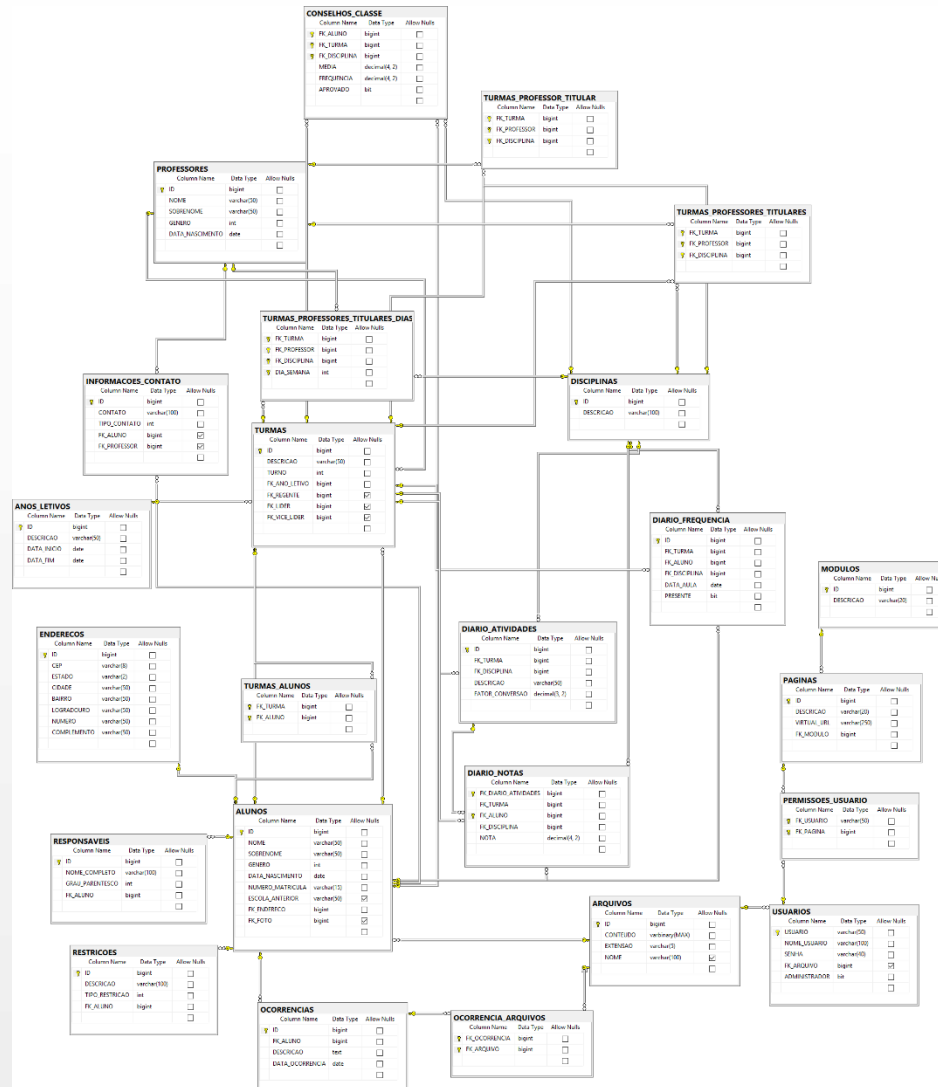 CONSELHOS_CLASSE
Column Name Data Type Allow Nulls
FK_ALUNO bigint
FK_TURMA bigint
FK_DISCIPLINA bigint
MEDIA decimal(4, 2)
FREQUENCIA decimal(4, 2)
APROVADO bit
TURMAS_PROFESSOR_TITULAR
Column Name Data Type Allow Nulls
FK_TURMA bigint
FK_PROFESSOR bigint
FK_DISCIPLINA bigint
PROFESSORES
Column Name Data Type Allow Nulls
ID bigint
NOME varchar(50)
SOBRENOME varchar(50)
GENERO int
DATA_NASCIMENTO date
TURMAS_PROFESSORES_TITULARES
Column Name Data Type Allow Nulls
FK_TURMA bigint
FK_PROFESSOR bigint
FK_DISCIPLINA bigint
TURMAS_PROFESSORES_TITULARES_DIAS
Column Name Data Type Allow Nulls
FK_TURMA bigint
FK_PROFESSOR bigint
FK_DISCIPLINA bigint
DIA_SEMANA int
INFORMACOES_CONTATO
Column Name Data Type Allow Nulls
ID bigint
CONTATO varchar(100)
TIPO_CONTATO int
FK_ALUNO bigint
FK_PROFESSOR bigint
DISCIPLINAS
Column Name Data Type Allow Nulls
ID bigint
DESCRICAO varchar(100)
TURMAS
Column Name Data Type Allow Nulls
ID bigint
DESCRICAO varchar(50)
TURNO int
FK_ANO_LETIVO bigint
FK_REGENTE bigint
FK_LIDER bigint
FK_VICE_LIDER bigint
ANOS_LETIVOS
Column Name Data Type Allow Nulls
ID bigint
DESCRICAO varchar(50)
DATA_INICIO date
DATA_FIM date
DIARIO_FREQUENCIA
Column Name Data Type Allow Nulls
ID bigint
FK_TURMA bigint
FK_ALUNO bigint
FK_DISCIPLINA bigint
DATA_AULA date
PRESENTE bit
MODULOS
Column Name Data Type Allow Nu
ID bigint
DESCRICAO varchar(20)
ENDERECOS
Column Name Data Type Allow Nulls
ID bigint
CEP varchar(8)
ESTADO varchar(2)
CIDADE varchar(50)
BAIRRO varchar(50)
LOGRADOURO varchar(50)
NUMERO varchar(50)
COMPLEMENTO varchar(50)
DIARIO_ATIVIDADES
Column Name Data Type Allow Nulls
ID bigint
FK_TURMA bigint
FK_DISCIPLINA bigint
DESCRICAO varchar(50)
FATOR_CONVERSAO decimal(3, 2)
TURMAS_ALUNOS
Column Name Data Type Allow Nulls
FK_TURMA bigint
FK_ALUNO bigint
PAGINAS
Column Name Data Type Allow Nulls
ID bigint
DESCRICAO varchar(20)
VIRTUAL_URI varchar(250)
FK_MODULO bigint
DIARIO_NOTAS
Column Name Data Type Allow Nulls
FK_DIARIO_ATIVIDADES bigint
FK_TURMA bigint
FK_ALUNO bigint
FK_DISCIPLINA bigint
NOTA decimal(4, 2)
PERMISSOES_USUARIO
Column Name Data Type Allow Nulls
FK_USUARIO varchar(50)
FK_PAGINA bigint
ALUNOS
Column Name Data Type Allow Nulls
ID bigint
NOME varchar(50)
SOBRENOME varchar(50)
GENERO int
DATA_NASCIMENTO date
NUMERO_MATRICULA varchar(15)
ESCOLA_ANTERIOR varchar(50)
FK_ENDERECO bigint
FK_FOTO bigint
RESPONSAVEIS
Column Name Data Type Allow Nulls
ID bigint
NOME_COMPLETO varchar(100)
GRAU_PARENTESCO int
FK_ALUNO bigint
ARQUIVOS
Column Name Data Type Allow Nulls
ID bigint
CONTEUDO varbinary(MAX)
EXTENSAO varchar(5)
NOME varchar(100)
USUARIOS
Column Name Data Type Allow Nulls
USUARIO varchar(50)
NOME_USUARIO varchar(100)
SENHA varchar(40)
FK_ARQUIVO bigint
ADMINISTRADOR bit
RESTRICOES
Column Name Data Type Allow Nulls
ID bigint
DESCRICAO varchar(100)
TIPO_RESTRICAO int
FK_ALUNO bigint
OCORRENCIAS
Column Name Data Type Allow Nulls
ID bigint
FK_ALUNO bigint
DESCRICAO text
DATA_OCORRENCIA date
OCORRENCIA_ARQUIVOS
Column Name Data Type Allow Nulls
FK_OCORRENCIA bigint
FK_ARQUIVO bigint